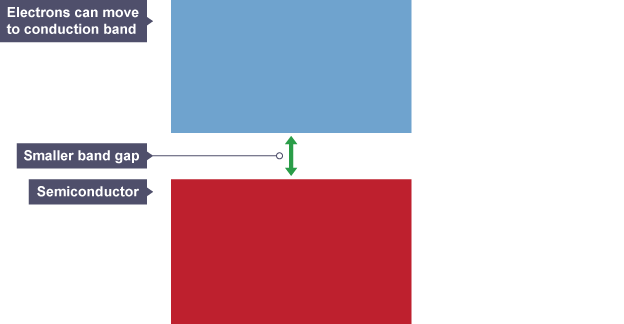 Electrons can move
to conduction band
Smaller band gap
Semiconductor